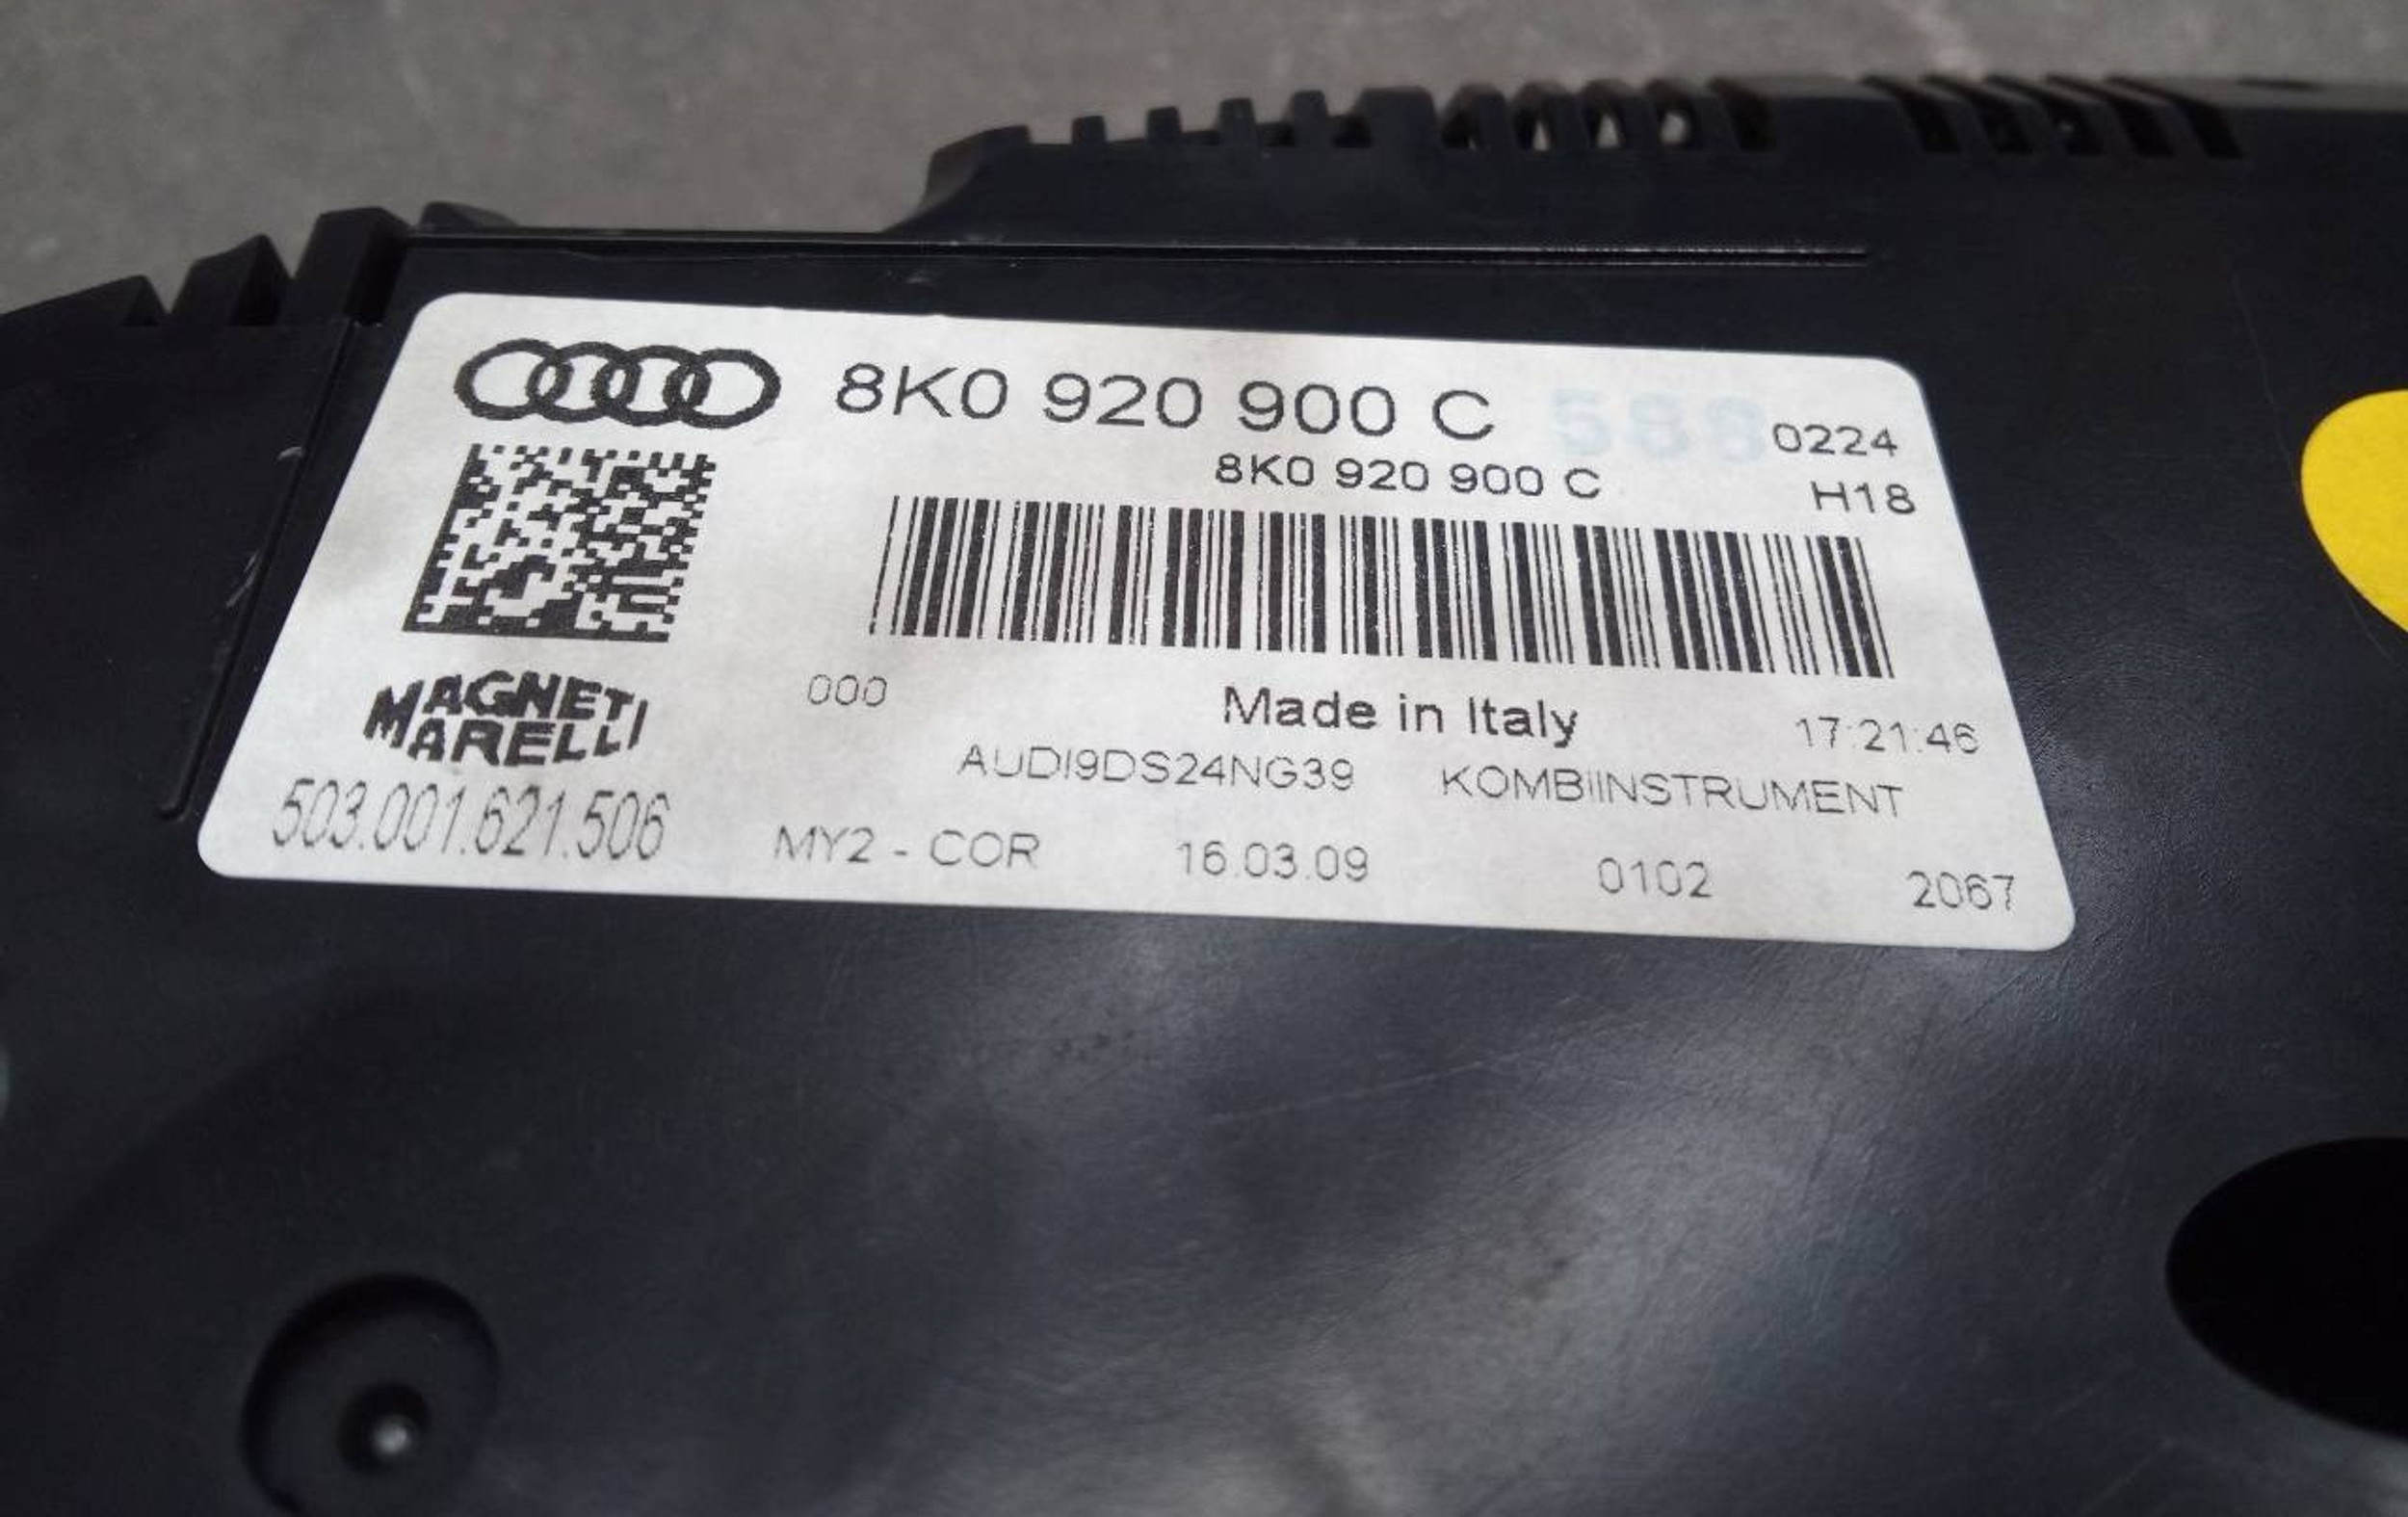 8K0 920 900 C 588 0224
8K0 920 900 C H18
MAGNETI
MARELLI
503.001.621.506
000 Made in Italy 17:21:46
AUDI9DS24NG39 KOMBIINSTRUMENT
MY2 - COR 16.03.09 0102 2067